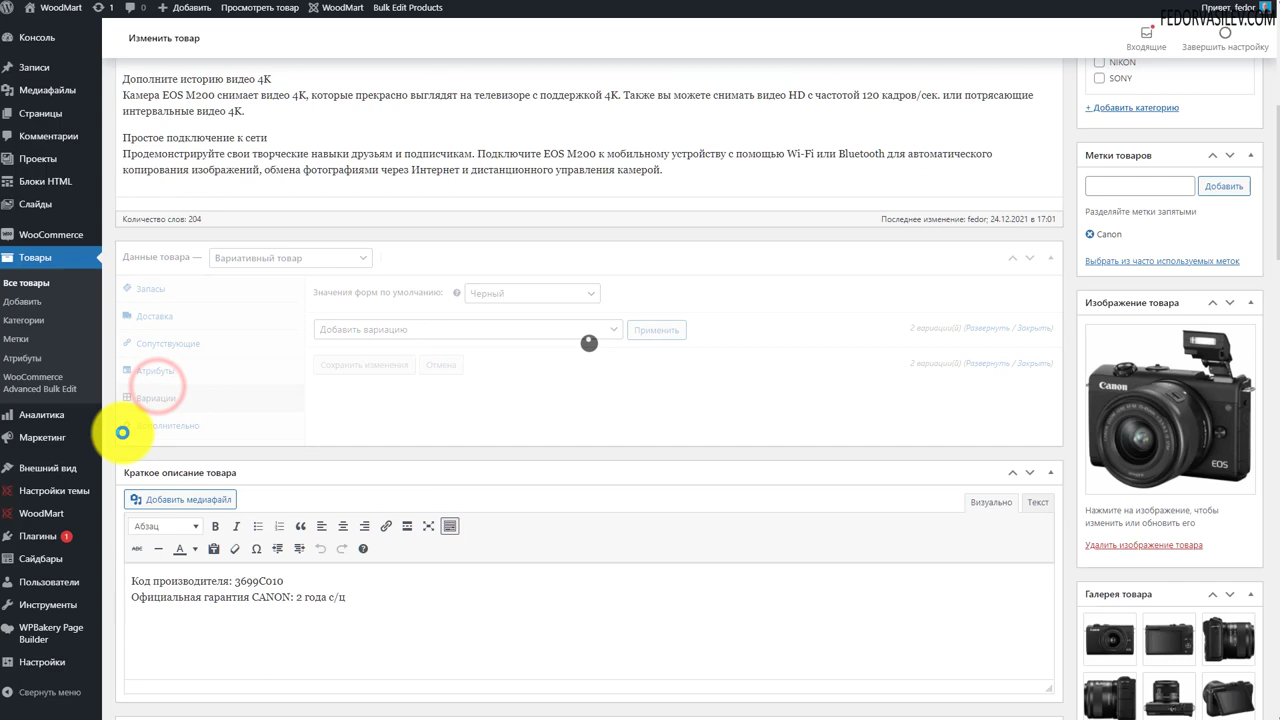 WoodMart
1
0
Добавить
WoodMart
Bulk Edit Products
Привет, fedor
FEDORVASILEV.COM
Консоль
Записи
Медиафайлы
Страницы
Комментарии
Проекты
Блоки HTML
Слайды
WooCommerce
Товары
Все товары
Добавить
Категории
Метки
Атрибуты
WooCommerce
Advanced Bulk Edit
Аналитика
Маркетинг
Внешний вид
Настройки темы
WoodMart
Плагины 1
Сайдбары
Пользователи
Инструменты
WPBakery Page
Builder
Настройки
Свернуть меню
Изменить товар
Входящие
Завершить настройку
Дополните историю видео 4K
Камера EOS M200 снимает видео 4K, которые прекрасно выглядят на телевизоре с поддержкой 4K. Также вы можете снимать видео HD с частотой 120 кадров/сек. или потрясающие
интервальные видео 4K.
Простое подключение к сети
Продемонстрируйте свои творческие навыки друзьям и подписчикам. Подключите EOS M200 к мобильному устройству с помощью Wi-Fi или Bluetooth для автоматического
копирования изображений, обмена фотографиями через Интернет и дистанционного управления камерой.
Количество слов: 204
Последнее изменение: fedor; 24.12.2021 в 17:01
Данные товара —
Вариативный товар
Запасы
Доставка
Сопутствующие
Атрибуты
Вариации
Дополнительно
Значения форм по умолчанию:
Черный
Добавить вариацию
Применить
2 вариации(й) (Развернуть / Закрыть)
Сохранить изменения
Отмена
2 вариации(й) (Развернуть / Закрыть)
Краткое описание товара
Добавить медиафайл
Визуально
Текст
Абзац
Код производителя: 3699C010
Официальная гарантия CANON: 2 года с/ц
NIKON
SONY
+ Добавить категорию
Метки товаров
Добавить
Разделяйте метки запятыми
Canon
Выбрать из часто используемых меток
Изображение товара
Canon
EOS
Нажмите на изображение, чтобы
изменить или обновить его
Удалить изображение товара
Галерея товара